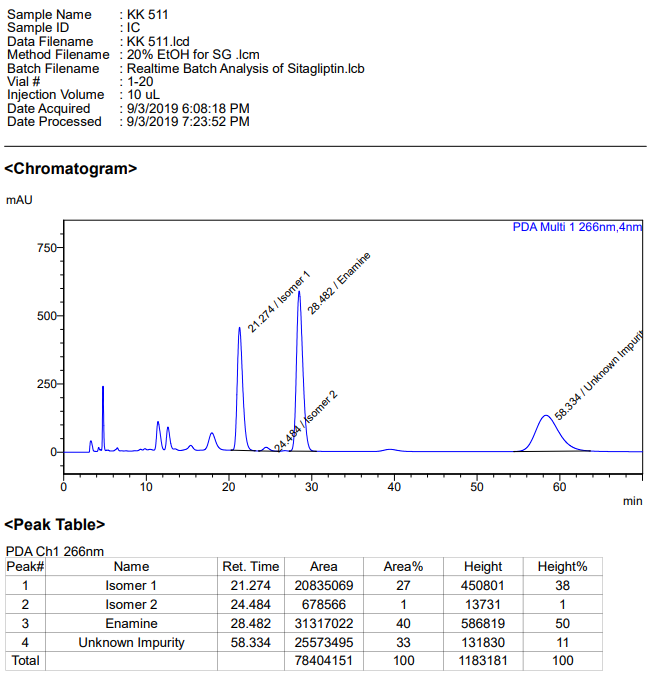 Sample Name : KK 511
Sample ID : IC
Data Filename : KK 511.lcd
Method Filename : 20% EtOH for SG .lcm
Batch Filename : Realtime Batch Analysis of Sitagliptin.lcb
Vial # : 1-20
Injection Volume : 10 uL
Date Acquired : 9/3/2019 6:08:18 PM
Date Processed : 9/3/2019 7:23:52 PM
<Chromatogram>
mAU
PDA Multi 1 266nm,4nm
750
500
250
0
21.274 / Isomer 1
24.484 / Isomer 2
28.482 / Enamine
58.334 / Unknown Impurit
0 10 20 30 40 50 60
min
<Peak Table>
PDA Ch1 266nm
Peak# Name Ret. Time Area Area% Height Height%
1 Isomer 1 21.274 20835069 27 450801 38
2 Isomer 2 24.484 678566 1 13731 1
3 Enamine 28.482 31317022 40 586819 50
4 Unknown Impurity 58.334 25573495 33 131830 11
Total 78404151 100 1183181 100